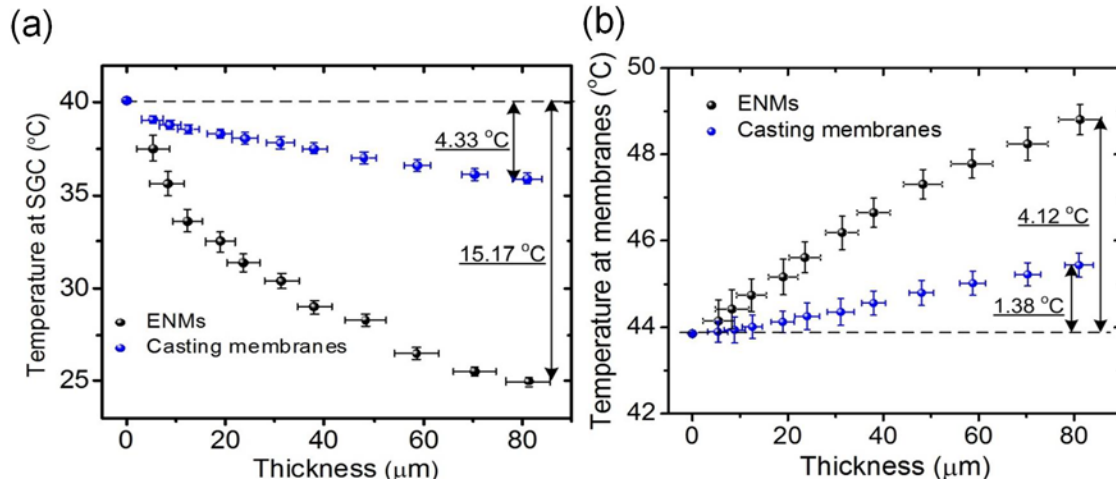 (a)
Temperature at SGC (°C)
40
35
30
25
4.33 °C
15.17 °C
ENMs
Casting membranes
0
20
40
60
80
Thickness (μm)
(b)
Temperature at membranes (°C)
50
48
46
44
42
ENMs
Casting membranes
4.12 °C
1.38 °C
0
20
40
60
80
Thickness (μm)